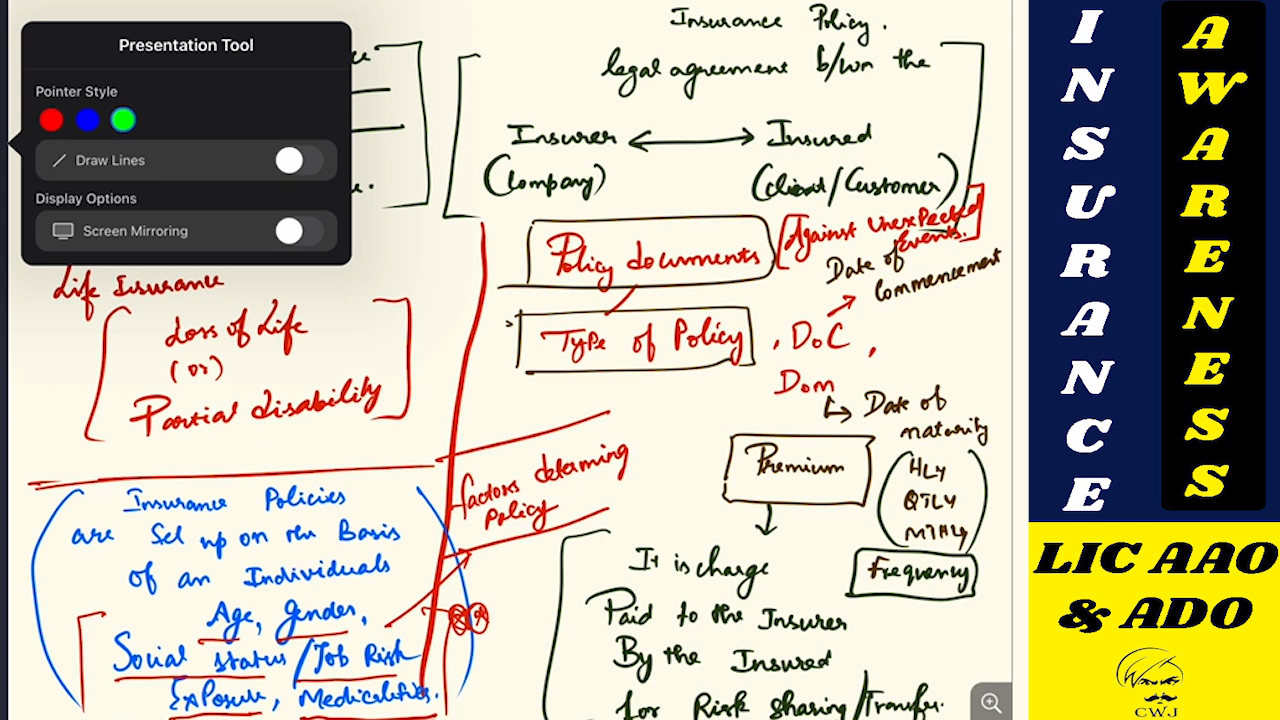 Presentation Tool
Pointer Style
Draw Lines
Display Options
Screen Mirroring
Life Insurance
Loss of Life
(or)
Partial disability
Insurance Policies
are Set up on the Basis
of an Individuals
Age, Gender,
Social status / Job Risk
Exposure, Medicalities.
Insurance Policy.
legal agreement b/wn the
Insurer Insured
(Company) (client/Customer)
Policy documents
[Against Unexpected
Events.]
Date of
Commencement
Type of Policy , DoC ,
Dom
Date of
maturity
factors determing
Policy
Premium
HLY
QTLY
MTHLY
Frequency
It is charge
Paid to the Insurer
By the Insured
for Risk sharing/Transfer.
INSURANCE
AWARENESS
LIC AAO
& ADO
CWJ